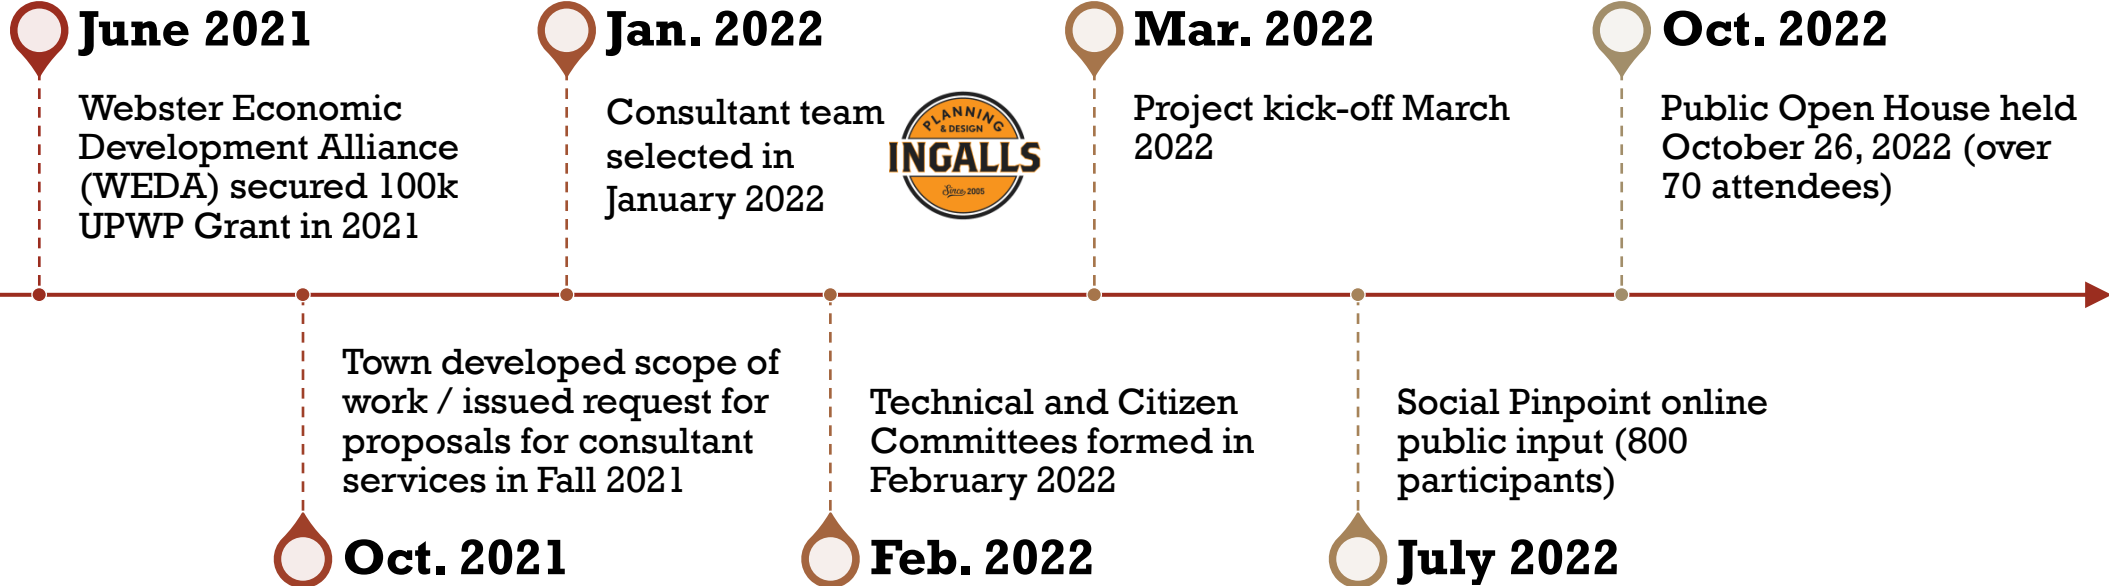 June 2021
Webster Economic
Development Alliance
(WEDA) secured 100k
UPWP Grant in 2021
Oct. 2021
Town developed scope of
work / issued request for
proposals for consultant
services in Fall 2021
Jan. 2022
Consultant team
selected in
January 2022
PLANNING
& DESIGN
INGALLS
Since 2005
Feb. 2022
Technical and Citizen
Committees formed in
February 2022
Mar. 2022
Project kick-off March
2022
July 2022
Social Pinpoint online
public input (800
participants)
Oct. 2022
Public Open House held
October 26, 2022 (over
70 attendees)